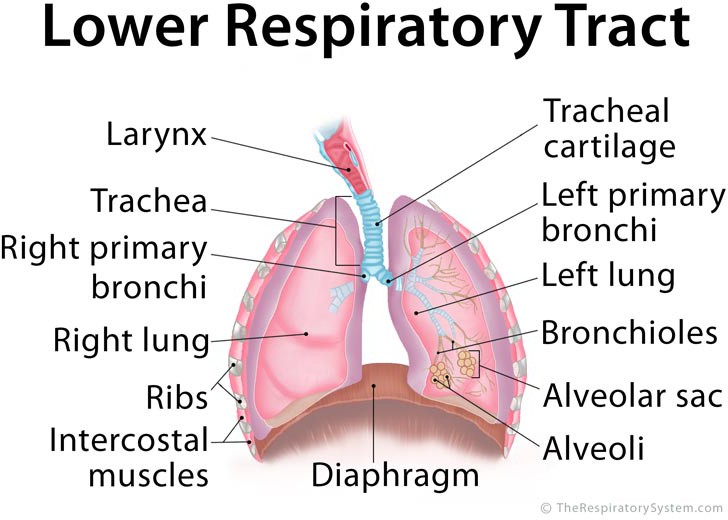 Lower Respiratory Tract
Larynx
Trachea
Right primary
bronchi
Right lung
Ribs
Intercostal
muscles
Diaphragm
Tracheal
cartilage
Left primary
bronchi
Left lung
Bronchioles
Alveolar sac
Alveoli
© TheRespiratorySystem.com